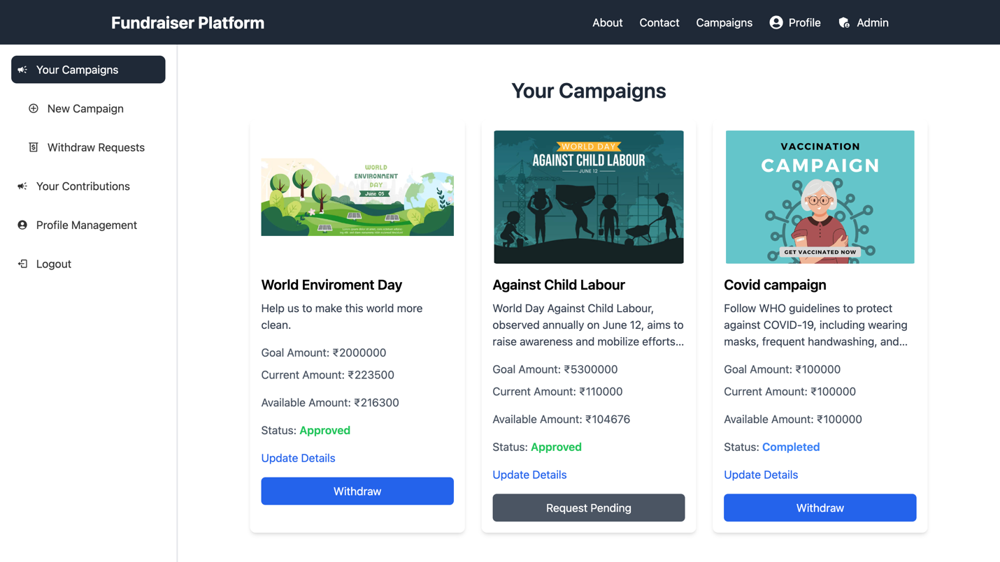 Fundraiser Platform
About Contact Campaigns Profile Admin
Your Campaigns
New Campaign
Withdraw Requests
Your Contributions
Profile Management
Logout
Your Campaigns
WORLD
ENVIRONMENT
DAY
June 05
World Enviroment Day
Help us to make this world more
clean.
Goal Amount: ₹2000000
Current Amount: ₹223500
Available Amount: ₹216300
Status: Approved
Update Details
Withdraw
WORLD DAY
AGAINST CHILD LABOUR
JUNE 12
Against Child Labour
World Day Against Child Labour,
observed annually on June 12, aims to
raise awareness and mobilize efforts...
Goal Amount: ₹5300000
Current Amount: ₹110000
Available Amount: ₹104676
Status: Approved
Update Details
Request Pending
VACCINATION
CAMPAIGN
GET VACCINATED NOW
Covid campaign
Follow WHO guidelines to protect
against COVID-19, including wearing
masks, frequent handwashing, and...
Goal Amount: ₹100000
Current Amount: ₹100000
Available Amount: ₹100000
Status: Completed
Update Details
Withdraw